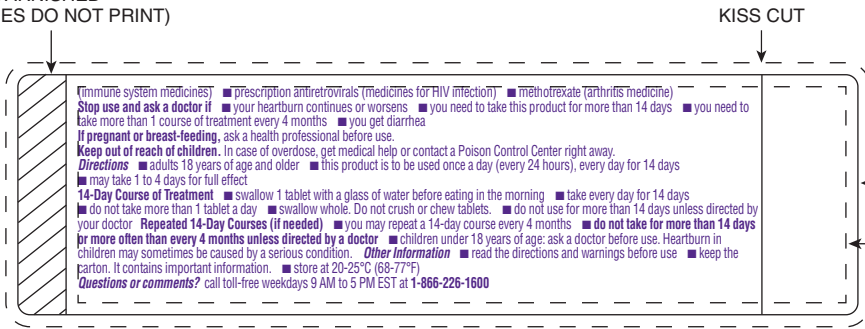 ES DO NOT PRINT)
KISS CUT
(immune system medicines) ■ prescription antiretrovirals (medicines for HIV infection) ■ methotrexate (arthritis medicine)
Stop use and ask a doctor if ■ your heartburn continues or worsens ■ you need to take this product for more than 14 days ■ you need to
take more than 1 course of treatment every 4 months ■ you get diarrhea
If pregnant or breast-feeding, ask a health professional before use.
Keep out of reach of children. In case of overdose, get medical help or contact a Poison Control Center right away.
Directions ■ adults 18 years of age and older ■ this product is to be used once a day (every 24 hours), every day for 14 days
■ may take 1 to 4 days for full effect
14-Day Course of Treatment ■ swallow 1 tablet with a glass of water before eating in the morning ■ take every day for 14 days
■ do not take more than 1 tablet a day ■ swallow whole. Do not crush or chew tablets. ■ do not use for more than 14 days unless directed by
your doctor Repeated 14-Day Courses (if needed) ■ you may repeat a 14-day course every 4 months ■ do not take for more than 14 days
or more often than every 4 months unless directed by a doctor ■ children under 18 years of age: ask a doctor before use. Heartburn in
children may sometimes be caused by a serious condition. Other Information ■ read the directions and warnings before use ■ keep the
carton. It contains important information. ■ store at 20-25°C (68-77°F)
Questions or comments? call toll-free weekdays 9 AM to 5 PM EST at 1-866-226-1600